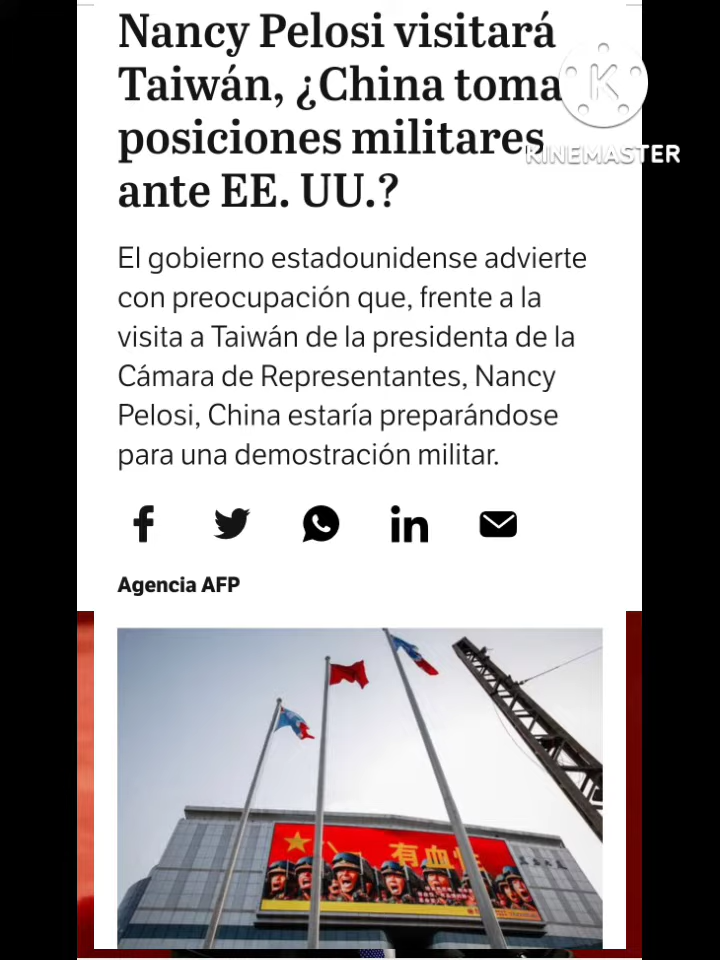 Nancy Pelosi visitará
Taiwán, ¿China toma
posiciones militares
ante EE. UU.?
KINEMASTER
El gobierno estadounidense advierte
con preocupación que, frente a la
visita a Taiwán de la presidenta de la
Cámara de Representantes, Nancy
Pelosi, China estaría preparándose
para una demostración militar.
Agencia AFP
有血性